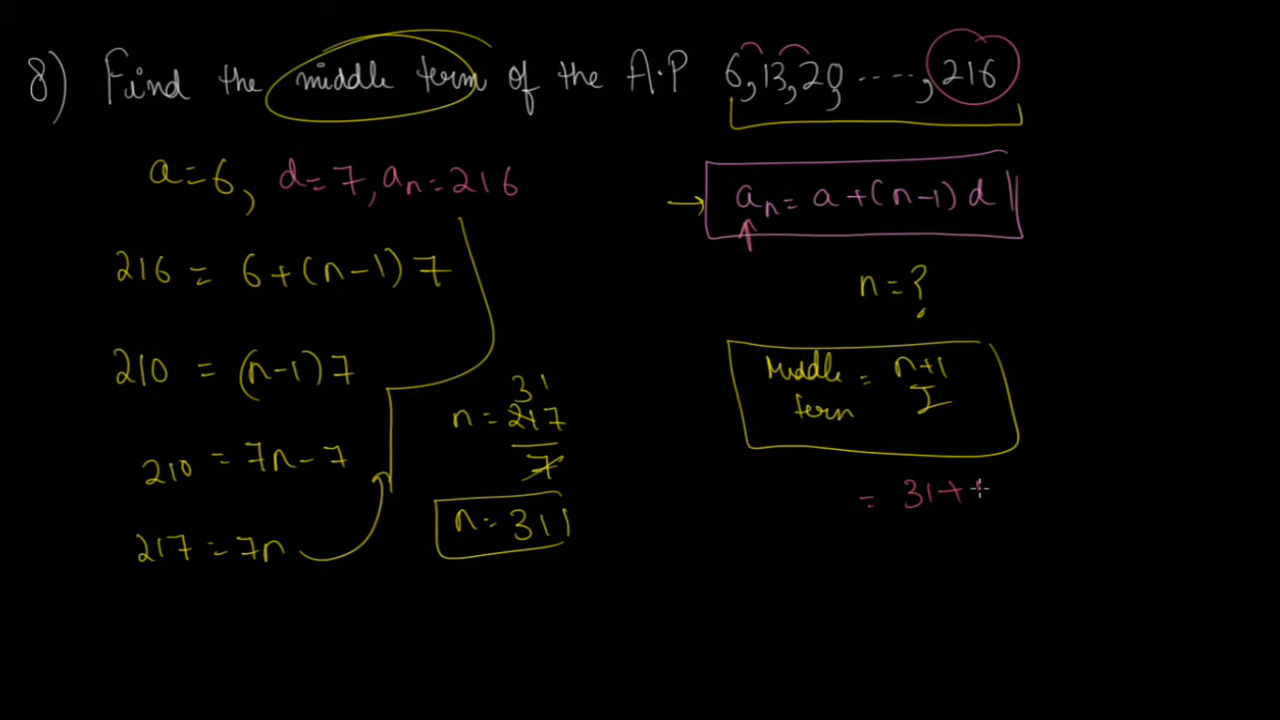 8) Find the middle term of the A.P 6, 13, 20, ....., 216
a = 6, d = 7, an = 216
an = a + (n-1) d
216 = 6 + (n-1) 7
n = ?
210 = (n-1) 7
Middle term = n+1
2
31
n = 217
7
210 = 7n - 7
n = 31
= 31+
217 = 7n